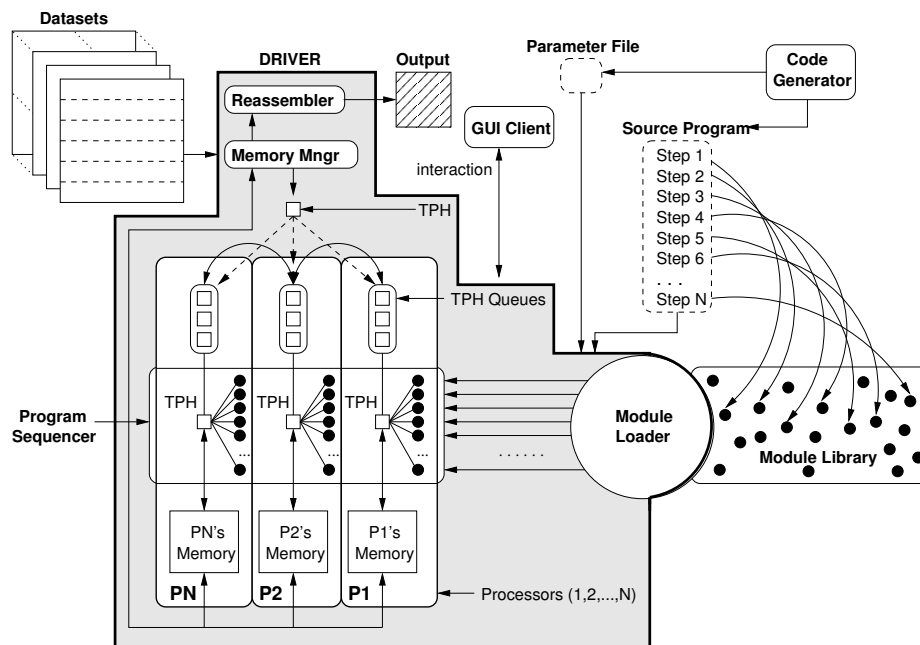 Datasets
DRIVER
Output
Parameter File
Code
Generator
Reassembler
GUI Client
Source Program
Memory Mngr
interaction
Step 1
Step 2
Step 3
Step 4
Step 5
Step 6
. . .
Step N
TPH
TPH Queues
Program
Sequencer
TPH
TPH
TPH
...
...
...
. . . . . .
Module
Loader
Module Library
PN's
Memory
P2's
Memory
P1's
Memory
PN
P2
P1
Processors (1,2,...,N)